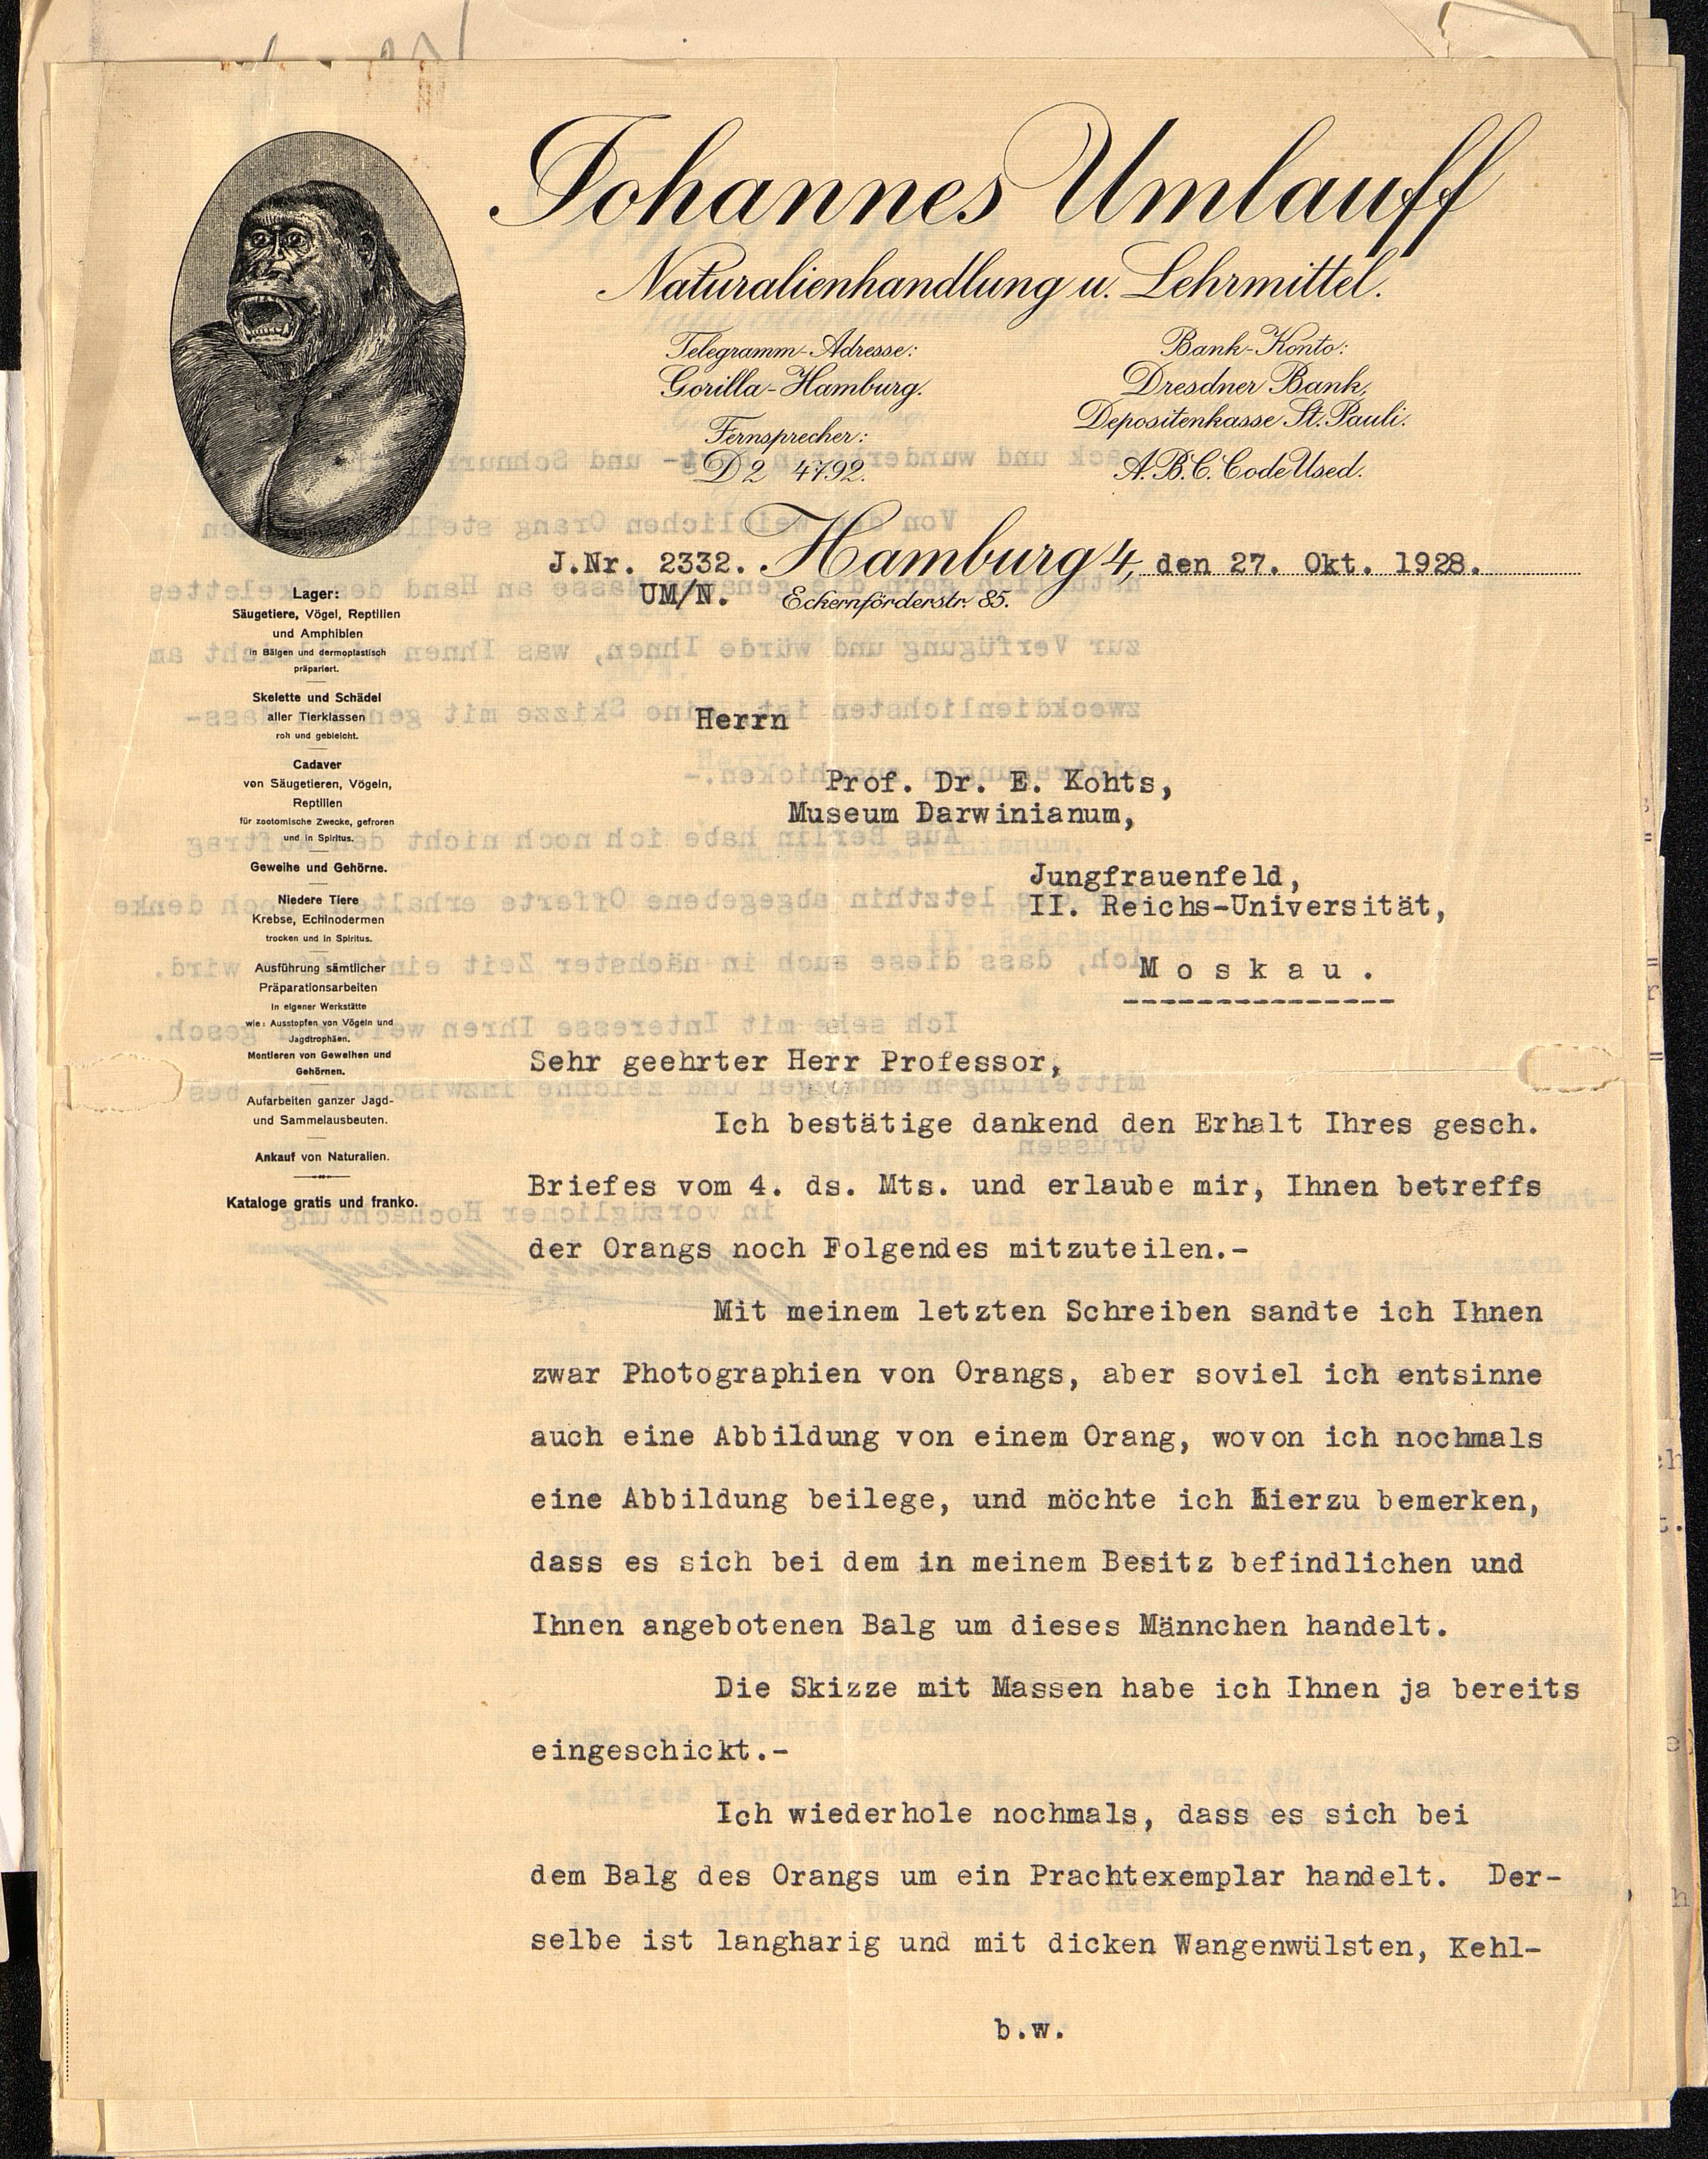 Johannes Umlauff
Naturalienhandlung u. Lehrmittel.
Telegramm-Adresse:
Gorilla-Hamburg.
Fernsprecher:
D2 4792.
Bank-Konto:
Dresdner Bank,
Depositenkasse St. Pauli.
A.B.C. Code Used.
J.Nr. 2332. Hamburg 4, den 27. Okt. 1928.
UM/N. Eckernförderstr. 85.
Lager:
Säugetiere, Vögel, Reptilien
und Amphibien
in Bälgen und dermoplastisch
präpariert.
Skelette und Schädel
aller Tierklassen
roh und gebleicht.
Cadaver
von Säugetieren, Vögeln,
Reptilien
für zootomische Zwecke, gefroren
und in Spiritus.
Geweihe und Gehörne.
Niedere Tiere
Krebse, Echinodermen
trocken und in Spiritus.
Ausführung sämtlicher
Präparationsarbeiten
in eigener Werkstätte
wie: Ausstopfen von Vögeln und
Jagdtrophäen.
Montieren von Geweihen und
Gehörnen.
Aufarbeiten ganzer Jagd-
und Sammelausbeuten.
Ankauf von Naturalien.
Kataloge gratis und franko.
Herrn
Prof. Dr. E. Kohts,
Museum Darwinianum,
Jungfrauenfeld,
II. Reichs-Universität,
M o s k a u .
Sehr geehrter Herr Professor,
Ich bestätige dankend den Erhalt Ihres gesch.
Briefes vom 4. ds. Mts. und erlaube mir, Ihnen betreffs
der Orangs noch Folgendes mitzuteilen.-
Mit meinem letzten Schreiben sandte ich Ihnen
zwar Photographien von Orangs, aber soviel ich entsinne
auch eine Abbildung von einem Orang, wovon ich nochmals
eine Abbildung beilege, und möchte ich hierzu bemerken,
dass es sich bei dem in meinem Besitz befindlichen und
Ihnen angebotenen Balg um dieses Männchen handelt.
Die Skizze mit Massen habe ich Ihnen ja bereits
eingeschickt.-
Ich wiederhole nochmals, dass es sich bei
dem Balg des Orangs um ein Prachtexemplar handelt. Der-
selbe ist langharig und mit dicken Wangenwülsten, Kehl-
b.w.